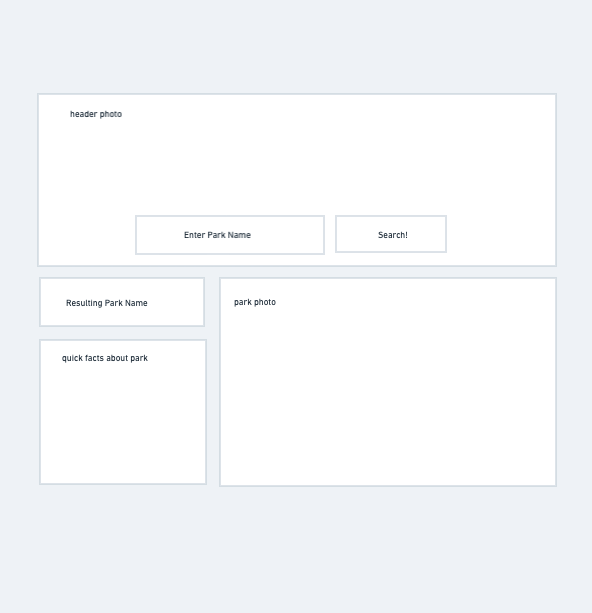 header photo
Enter Park Name
Search!
Resulting Park Name
park photo
quick facts about park